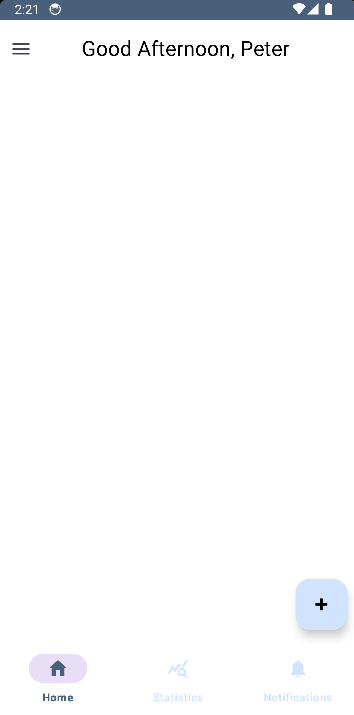 2:21
Good Afternoon, Peter
+
Home
Statistics
Notifications